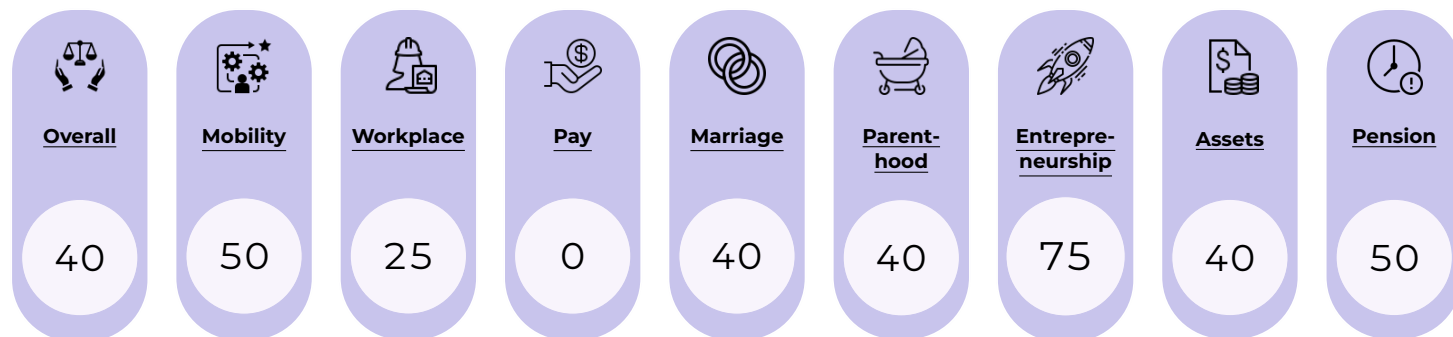 Overall
40
Mobility
50
Workplace
25
$
Pay
0
Marriage
40
Parent-
hood
40
Entrepre-
neurship
75
$
Assets
40
Pension
50